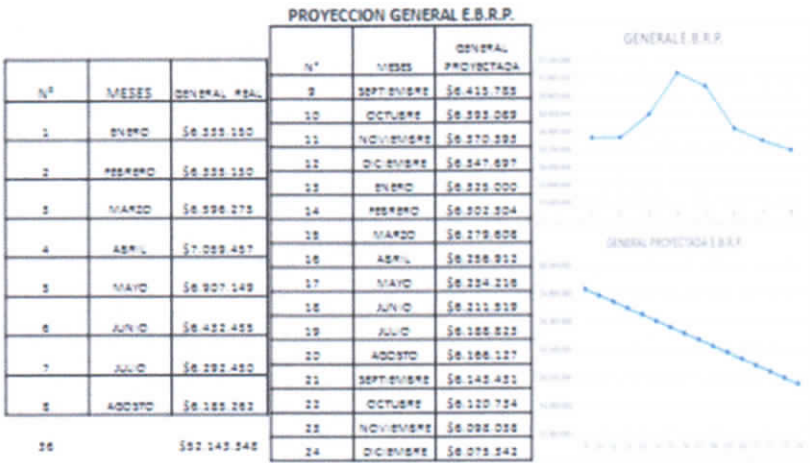 PROYECCION GENERAL E.B.R.P.
Nº MESES GENERAL REAL
1 ENERO $6.335.150
2 FEBRERO $6.335.150
3 MARZO $6.596.275
4 ABRIL $7.059.457
5 MAYO $6.907.149
6 JUNIO $6.432.455
7 JULIO $6.292.450
8 AGOSTO $6.185.262
36 $52.143.348
Nº MESES GENERAL PROYECTADA
9 SEPTIEMBRE $6.415.785
10 OCTUBRE $6.393.089
11 NOVIEMBRE $6.370.393
12 DICIEMBRE $6.347.697
13 ENERO $6.325.000
14 FEBRERO $6.302.304
15 MARZO $6.279.608
16 ABRIL $6.256.912
17 MAYO $6.234.216
18 JUNIO $6.211.519
19 JULIO $6.188.823
20 AGOSTO $6.166.127
21 SEPTIEMBRE $6.143.431
22 OCTUBRE $6.120.734
23 NOVIEMBRE $6.098.038
24 DICIEMBRE $6.075.342
GENERAL E.B.R.P.
GENERAL PROYECTADA E.B.R.P.